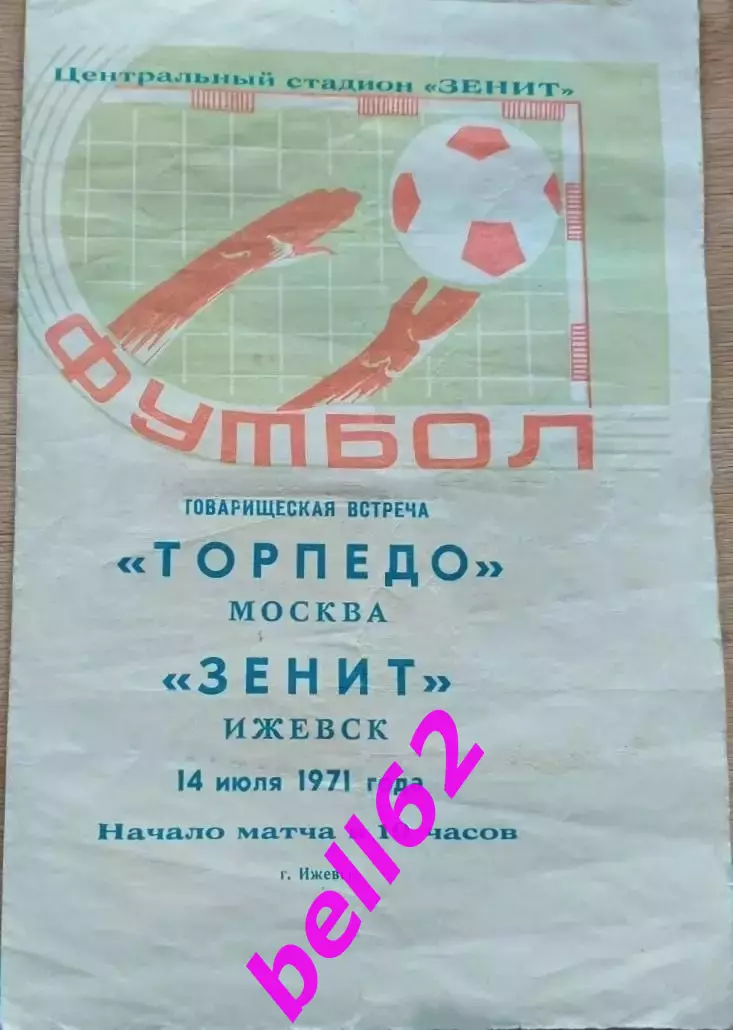 Центральный стадион «ЗЕНИТ»
ФУТБОЛ
ТОВАРИЩЕСКАЯ ВСТРЕЧА
«ТОРПЕДО»
МОСКВА
«ЗЕНИТ»
ИЖЕВСК
14 июля 1971 года
Начало матча часов
г.
bell62